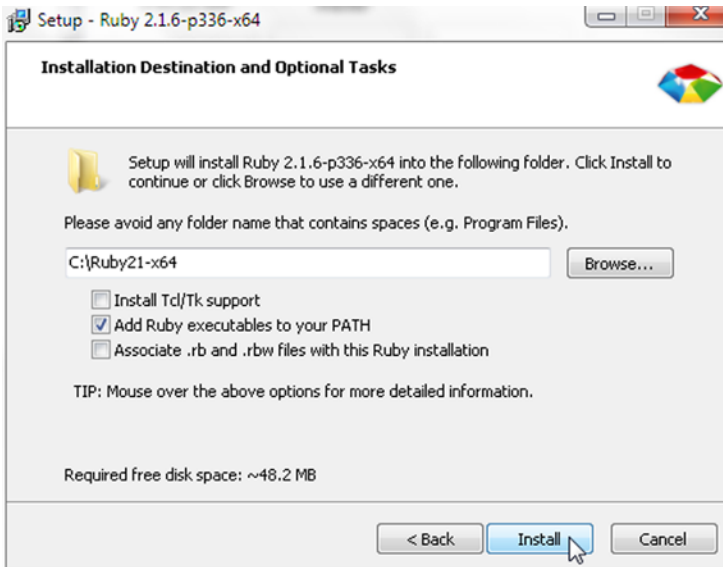 Setup - Ruby 2.1.6-p336-x64
Installation Destination and Optional Tasks
Setup will install Ruby 2.1.6-p336-x64 into the following folder. Click Install to
continue or click Browse to use a different one.
Please avoid any folder name that contains spaces (e.g. Program Files).
C:\Ruby21-x64
Browse...
Install Tcl/Tk support
Add Ruby executables to your PATH
Associate .rb and .rbw files with this Ruby installation
TIP: Mouse over the above options for more detailed information.
Required free disk space: ~48.2 MB
< Back
Install
Cancel